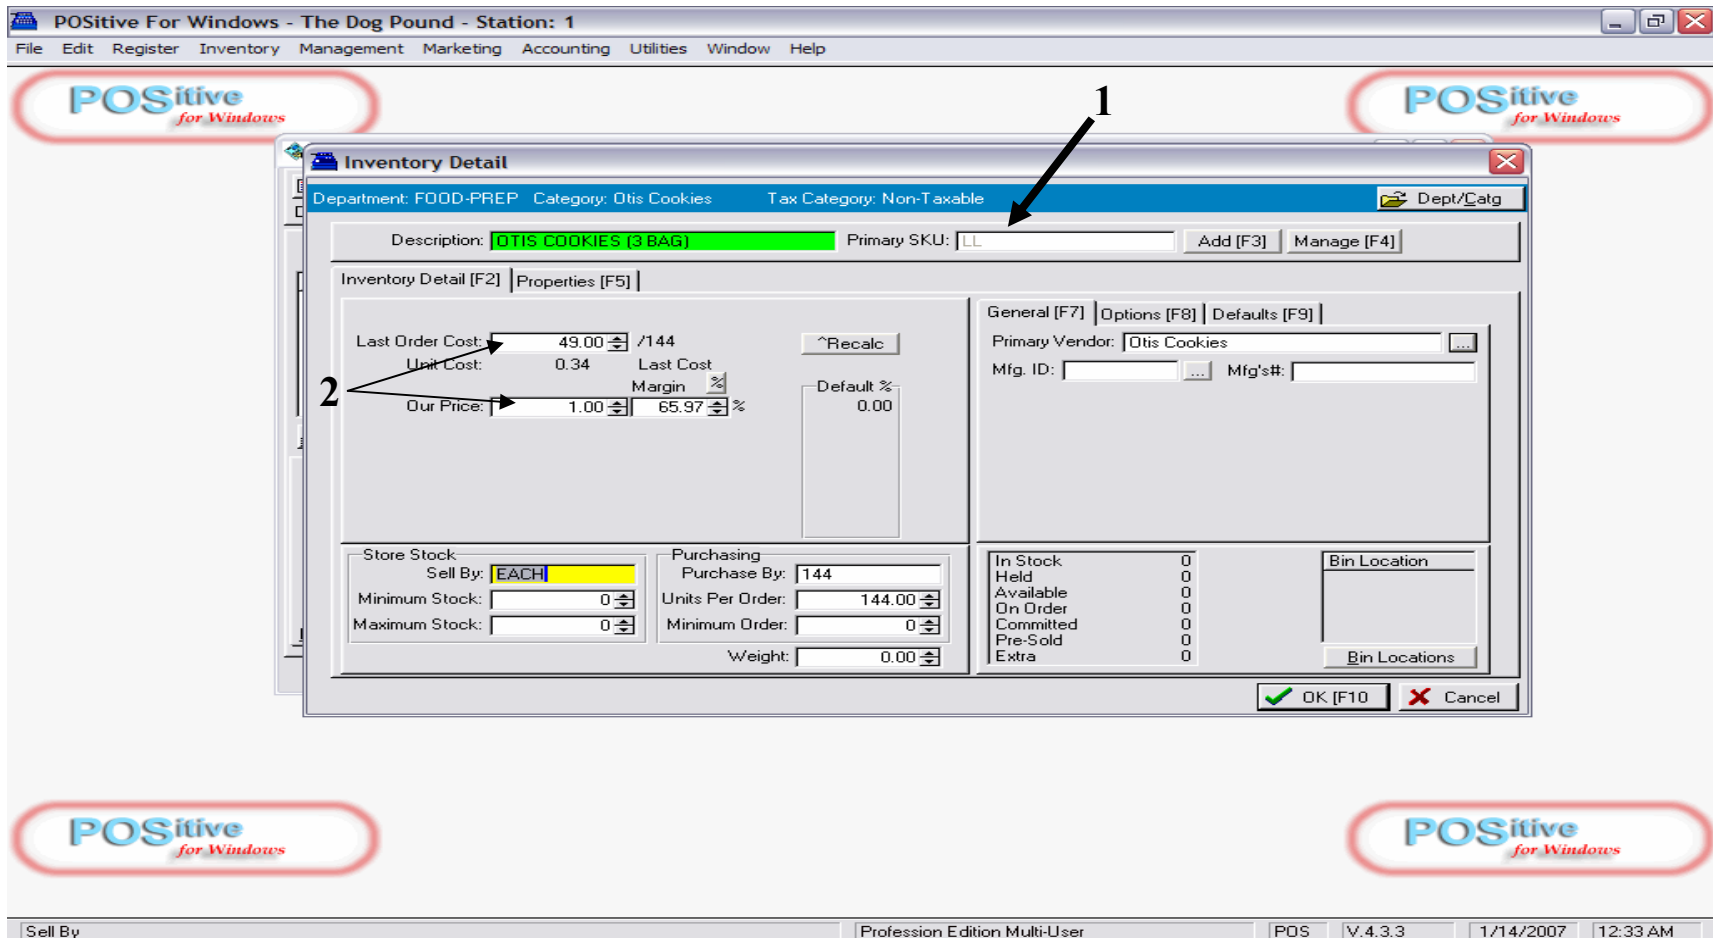 POSitive For Windows - The Dog Pound - Station: 1
File Edit Register Inventory Management Marketing Accounting Utilities Window Help
POSitive
for Windows
POSitive
for Windows
1
Inventory Detail
Department: FOOD-PREP Category: Otis Cookies Tax Category: Non-Taxable Dept/Catg
Description: OTIS COOKIES (3 BAG) Primary SKU: LL Add [F3] Manage [F4]
Inventory Detail [F2] Properties [F5]
General [F7] Options [F8] Defaults [F9]
Last Order Cost: 49.00 /144 ^Recalc
Primary Vendor: Otis Cookies ...
Unit Cost: 0.34 Last Cost
Mfg. ID: ... Mfg's#:
Margin % Default %
2
Our Price: 1.00 65.97 % 0.00
Store Stock Purchasing
Sell By: EACH Purchase By: 144
Minimum Stock: 0 Units Per Order: 144.00
Maximum Stock: 0 Minimum Order: 0
Weight: 0.00
In Stock 0 Bin Location
Held 0
Available 0
On Order 0
Committed 0
Pre-Sold 0
Extra 0 Bin Locations
OK [F10 Cancel
POSitive
for Windows
POSitive
for Windows
Sell By Profession Edition Multi-User POS V.4.3.3 1/14/2007 12:33 AM